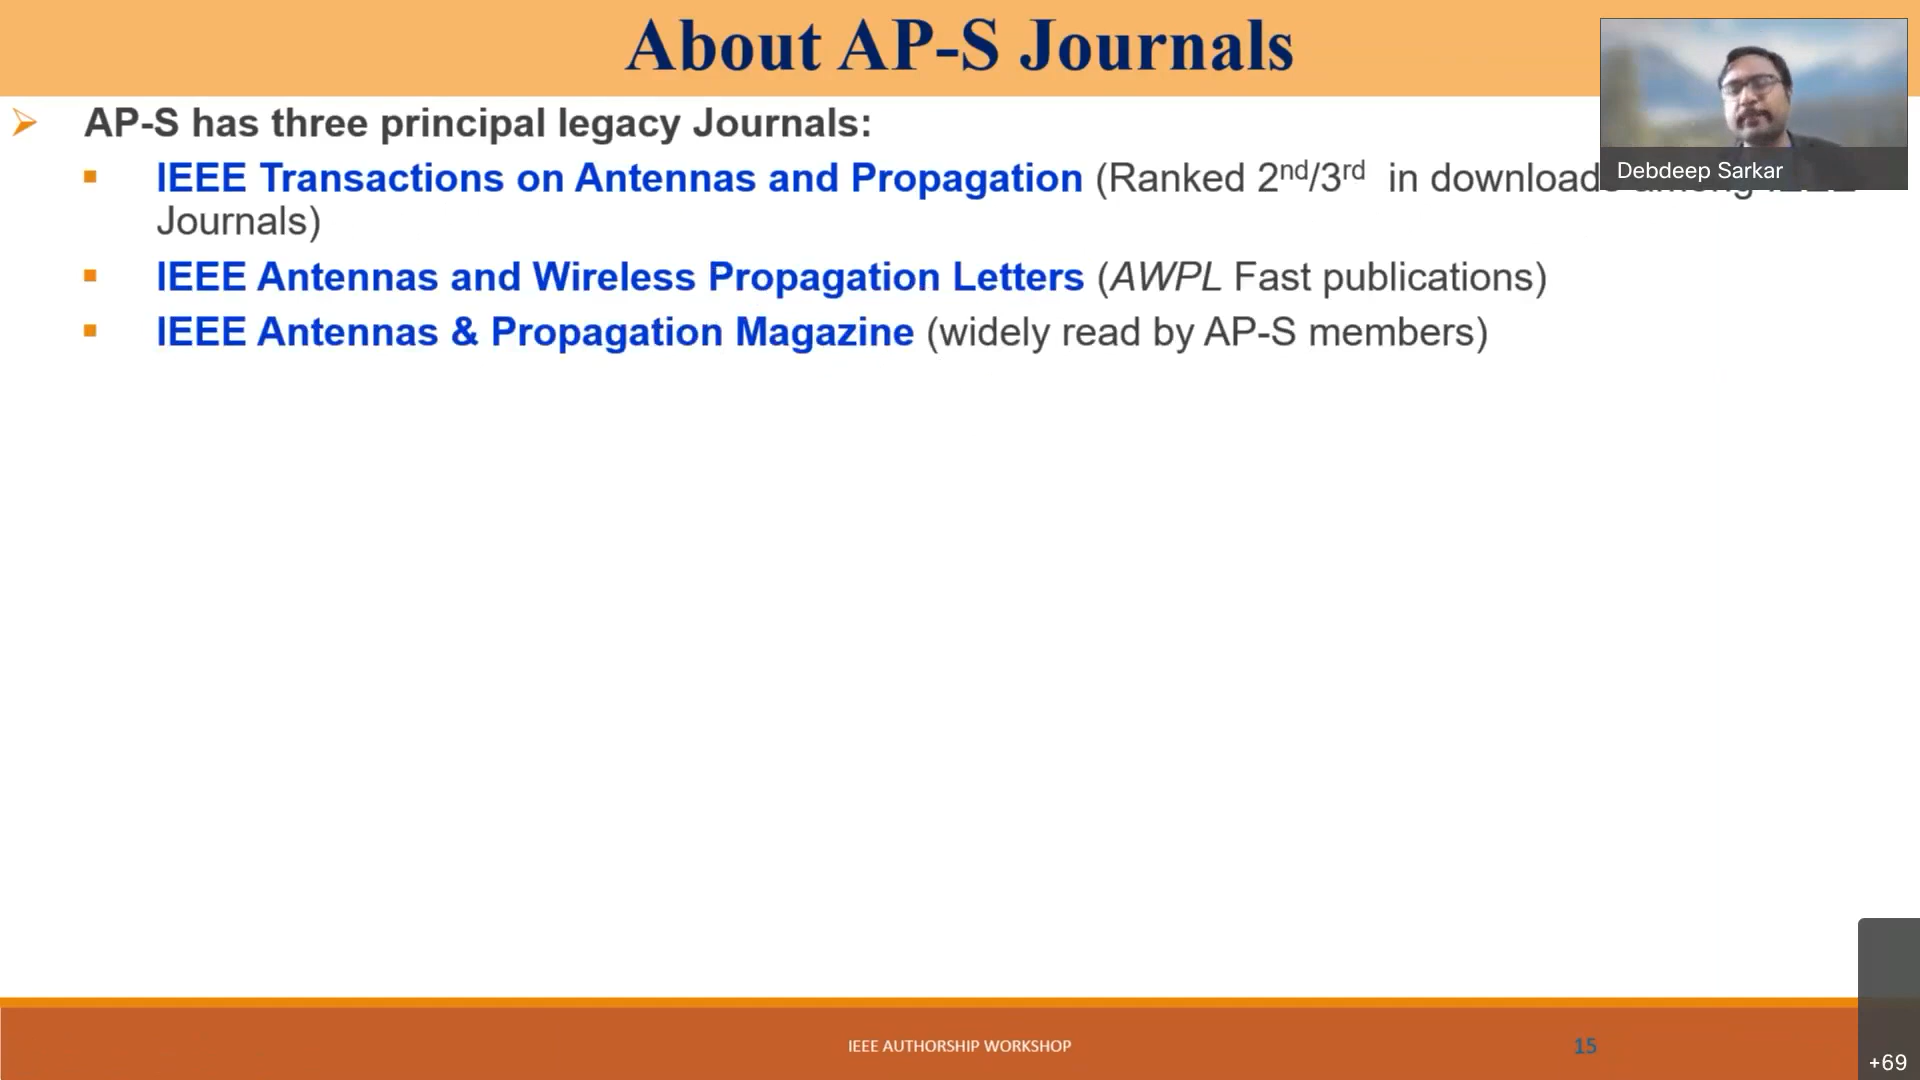 About AP-S Journals
AP-S has three principal legacy Journals:
IEEE Transactions on Antennas and Propagation (Ranked 2nd/3rd in downloads
Journals)
IEEE Antennas and Wireless Propagation Letters (AWPL Fast publications)
IEEE Antennas & Propagation Magazine (widely read by AP-S members)
Debdeep Sarkar
IEEE AUTHORSHIP WORKSHOP
15
+69